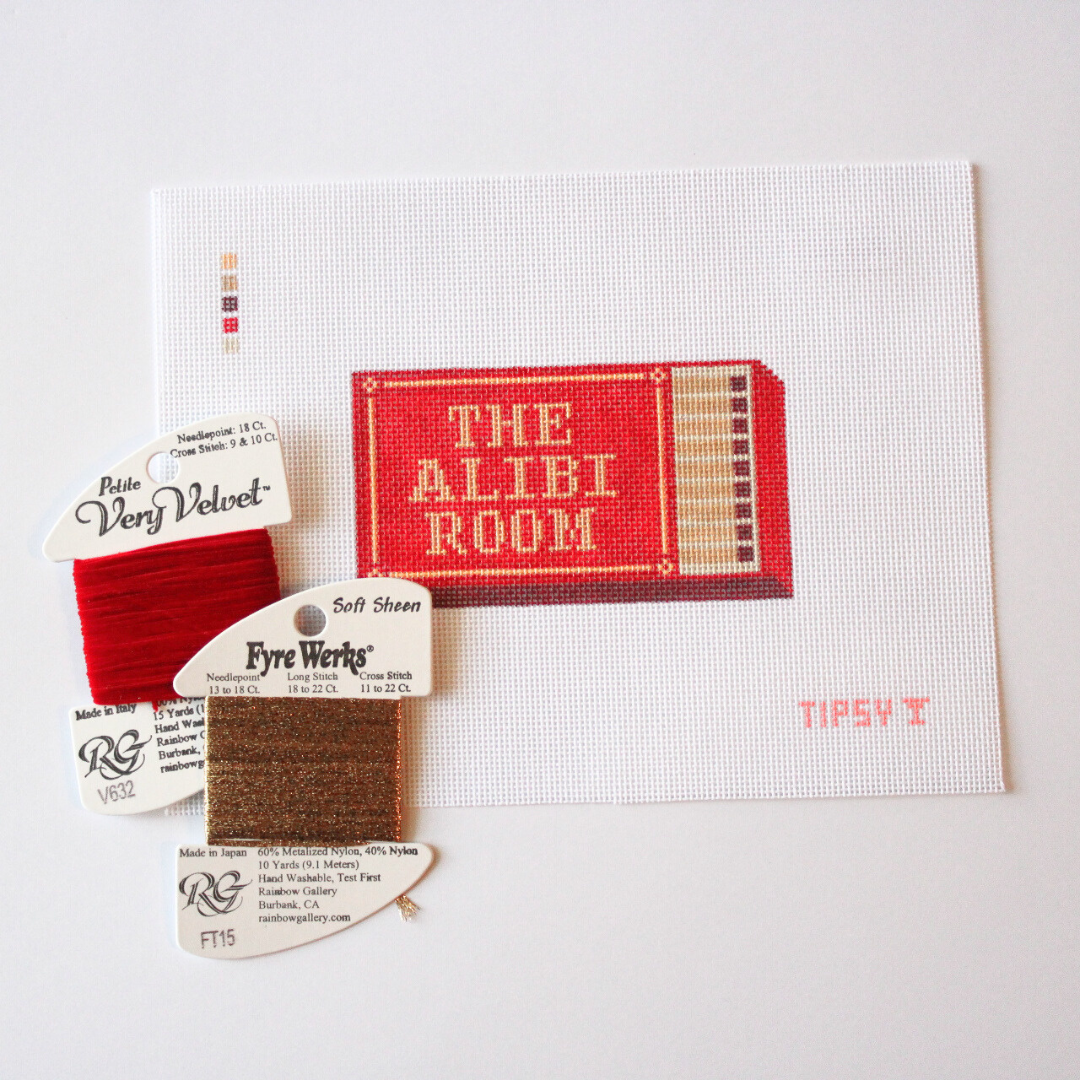 THE
ALIBI
ROOM
TIPSY
Needlepoint: 18 Ct.
Cross Stitch: 9 & 10 Ct.
Petite
Very Velvet™
Made in Italy
15 Yards
Hand
Rainbow
Burbank,
RG
V632
Soft Sheen
Fyre Werks®
Needlepoint Long Stitch Cross Stitch
13 to 18 Ct. 18 to 22 Ct. 11 to 22 Ct.
Made in Japan 60% Metalized Nylon, 40% Nylon
10 Yards (9.1 Meters)
Hand Washable, Test First
Rainbow Gallery
Burbank, CA
rainbowgallery.com
RG
FT15